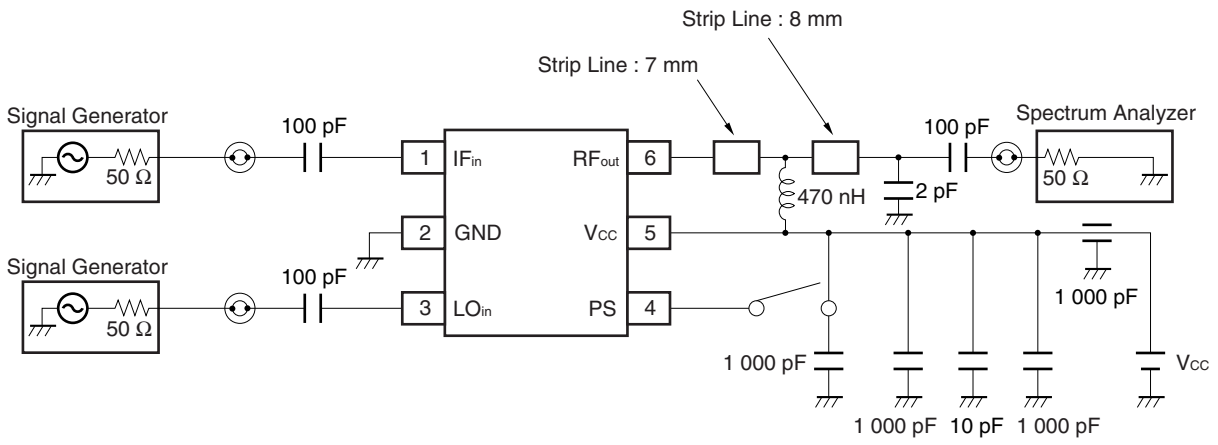 Strip Line : 8 mm
Strip Line : 7 mm
Signal Generator
100 pF
100 pF
Spectrum Analyzer
50 Ω
1
IFin
RFout
6
2 pF
50 Ω
470 nH
2
GND
VCC
5
Signal Generator
100 pF
1 000 pF
50 Ω
3
LOin
PS
4
1 000 pF
VCC
1 000 pF
10 pF
1 000 pF